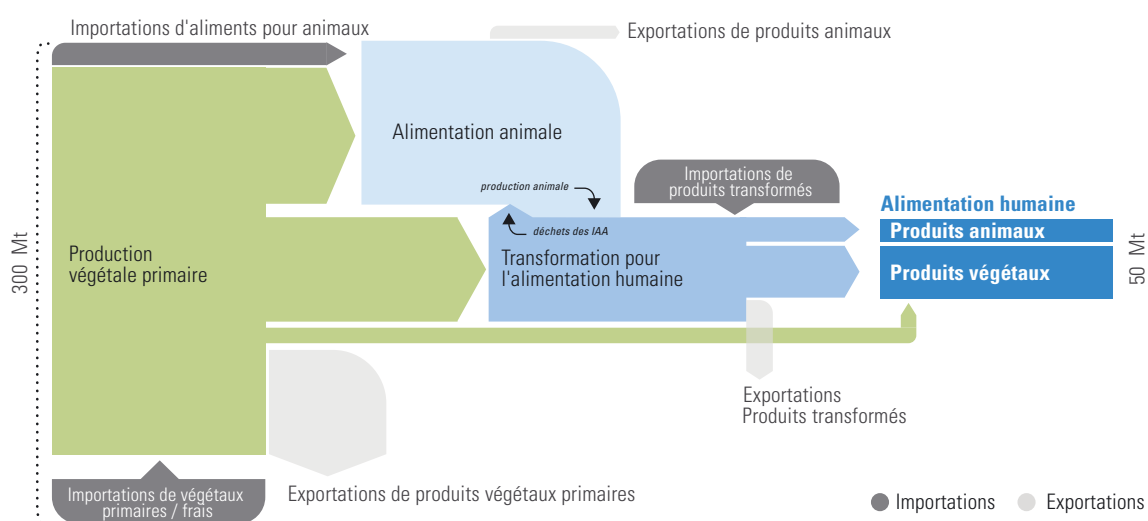 Importations d'aliments pour animaux
Exportations de produits animaux
Alimentation animale
production animale
déchets des IAA
Importations de
produits transformés
Alimentation humaine
Produits animaux
Produits végétaux
300 Mt
50 Mt
Production
végétale primaire
Transformation pour
l'alimentation humaine
Exportations
Produits transformés
Importations de végétaux
primaires / frais
Exportations de produits végétaux primaires
Importations
Exportations